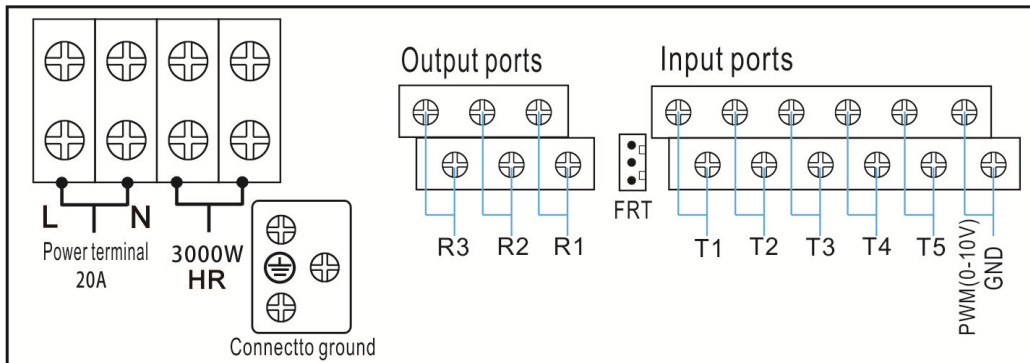 Output ports
Input ports
L N
Power terminal
20A
3000W
HR
Connectto ground
R3 R2 R1
FRT
T1 T2 T3 T4 T5
PWM(0-10V)
GND